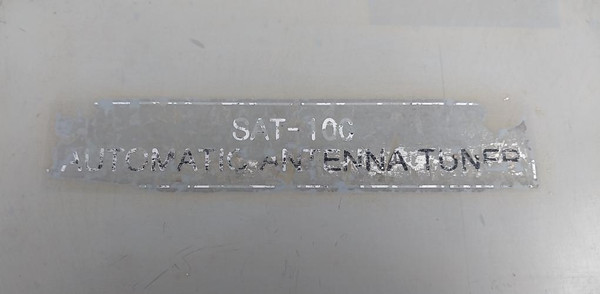 SAT-100
AUTOMATIC ANTENNA TUNER